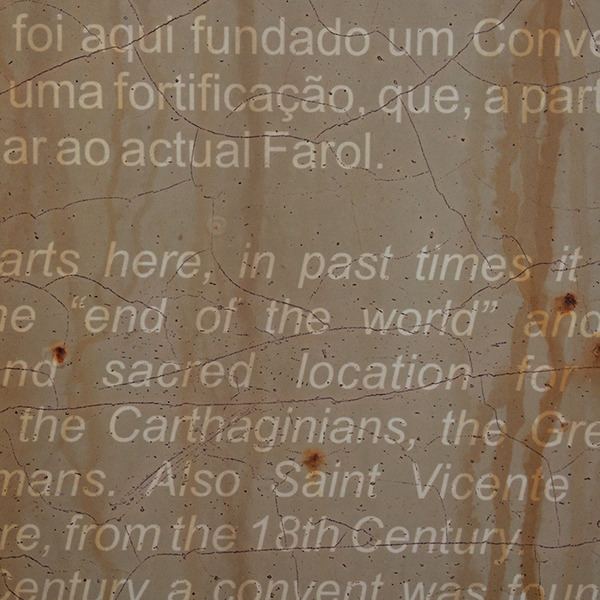 foi aqui fundado um Conve
uma fortificação, que, a part
ar ao actual Farol.
arts here, in past times it
he “end of the world” and
nd sacred location for
the Carthaginians, the Gre
mans. Also Saint Vicente
re, from the 18th Century.
Century a convent was foun